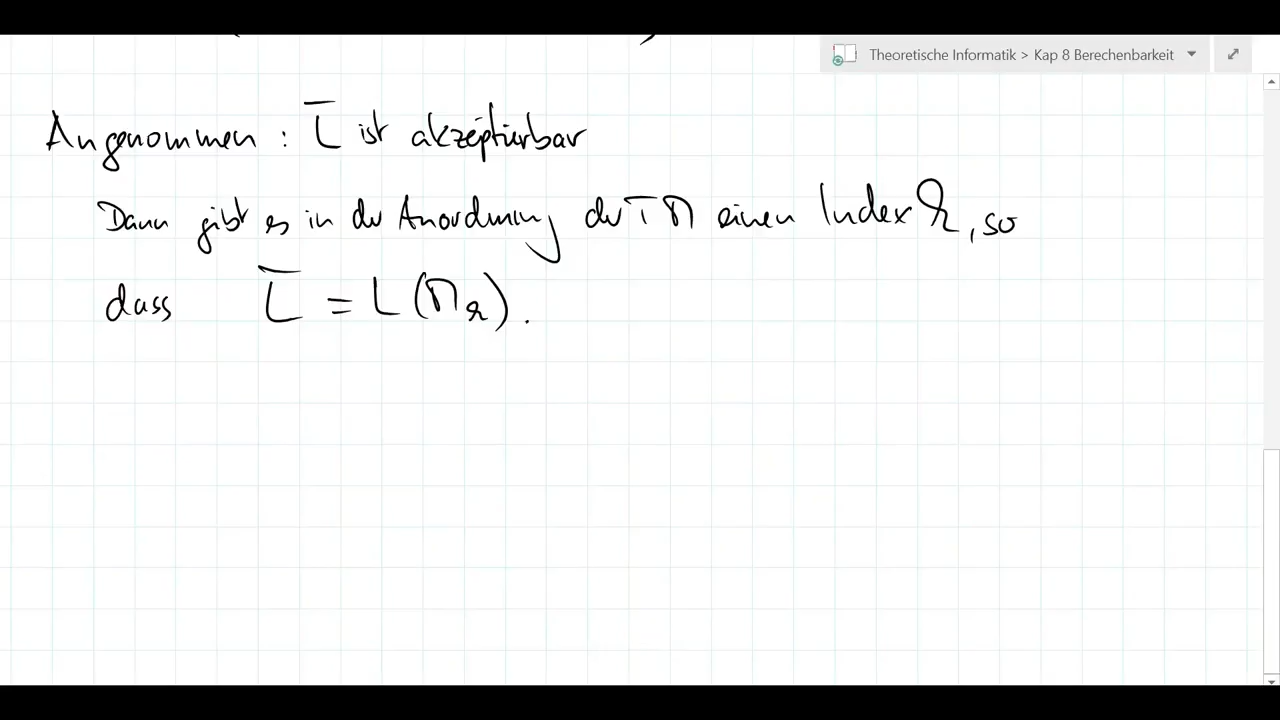 Theoretische Informatik > Kap 8 Berechenbarkeit
Angenommen : L̅ ist akzeptierbar
Dann gibt es in der Anordnung der TM einen Index k, so
dass L̅ = L(Mₖ).